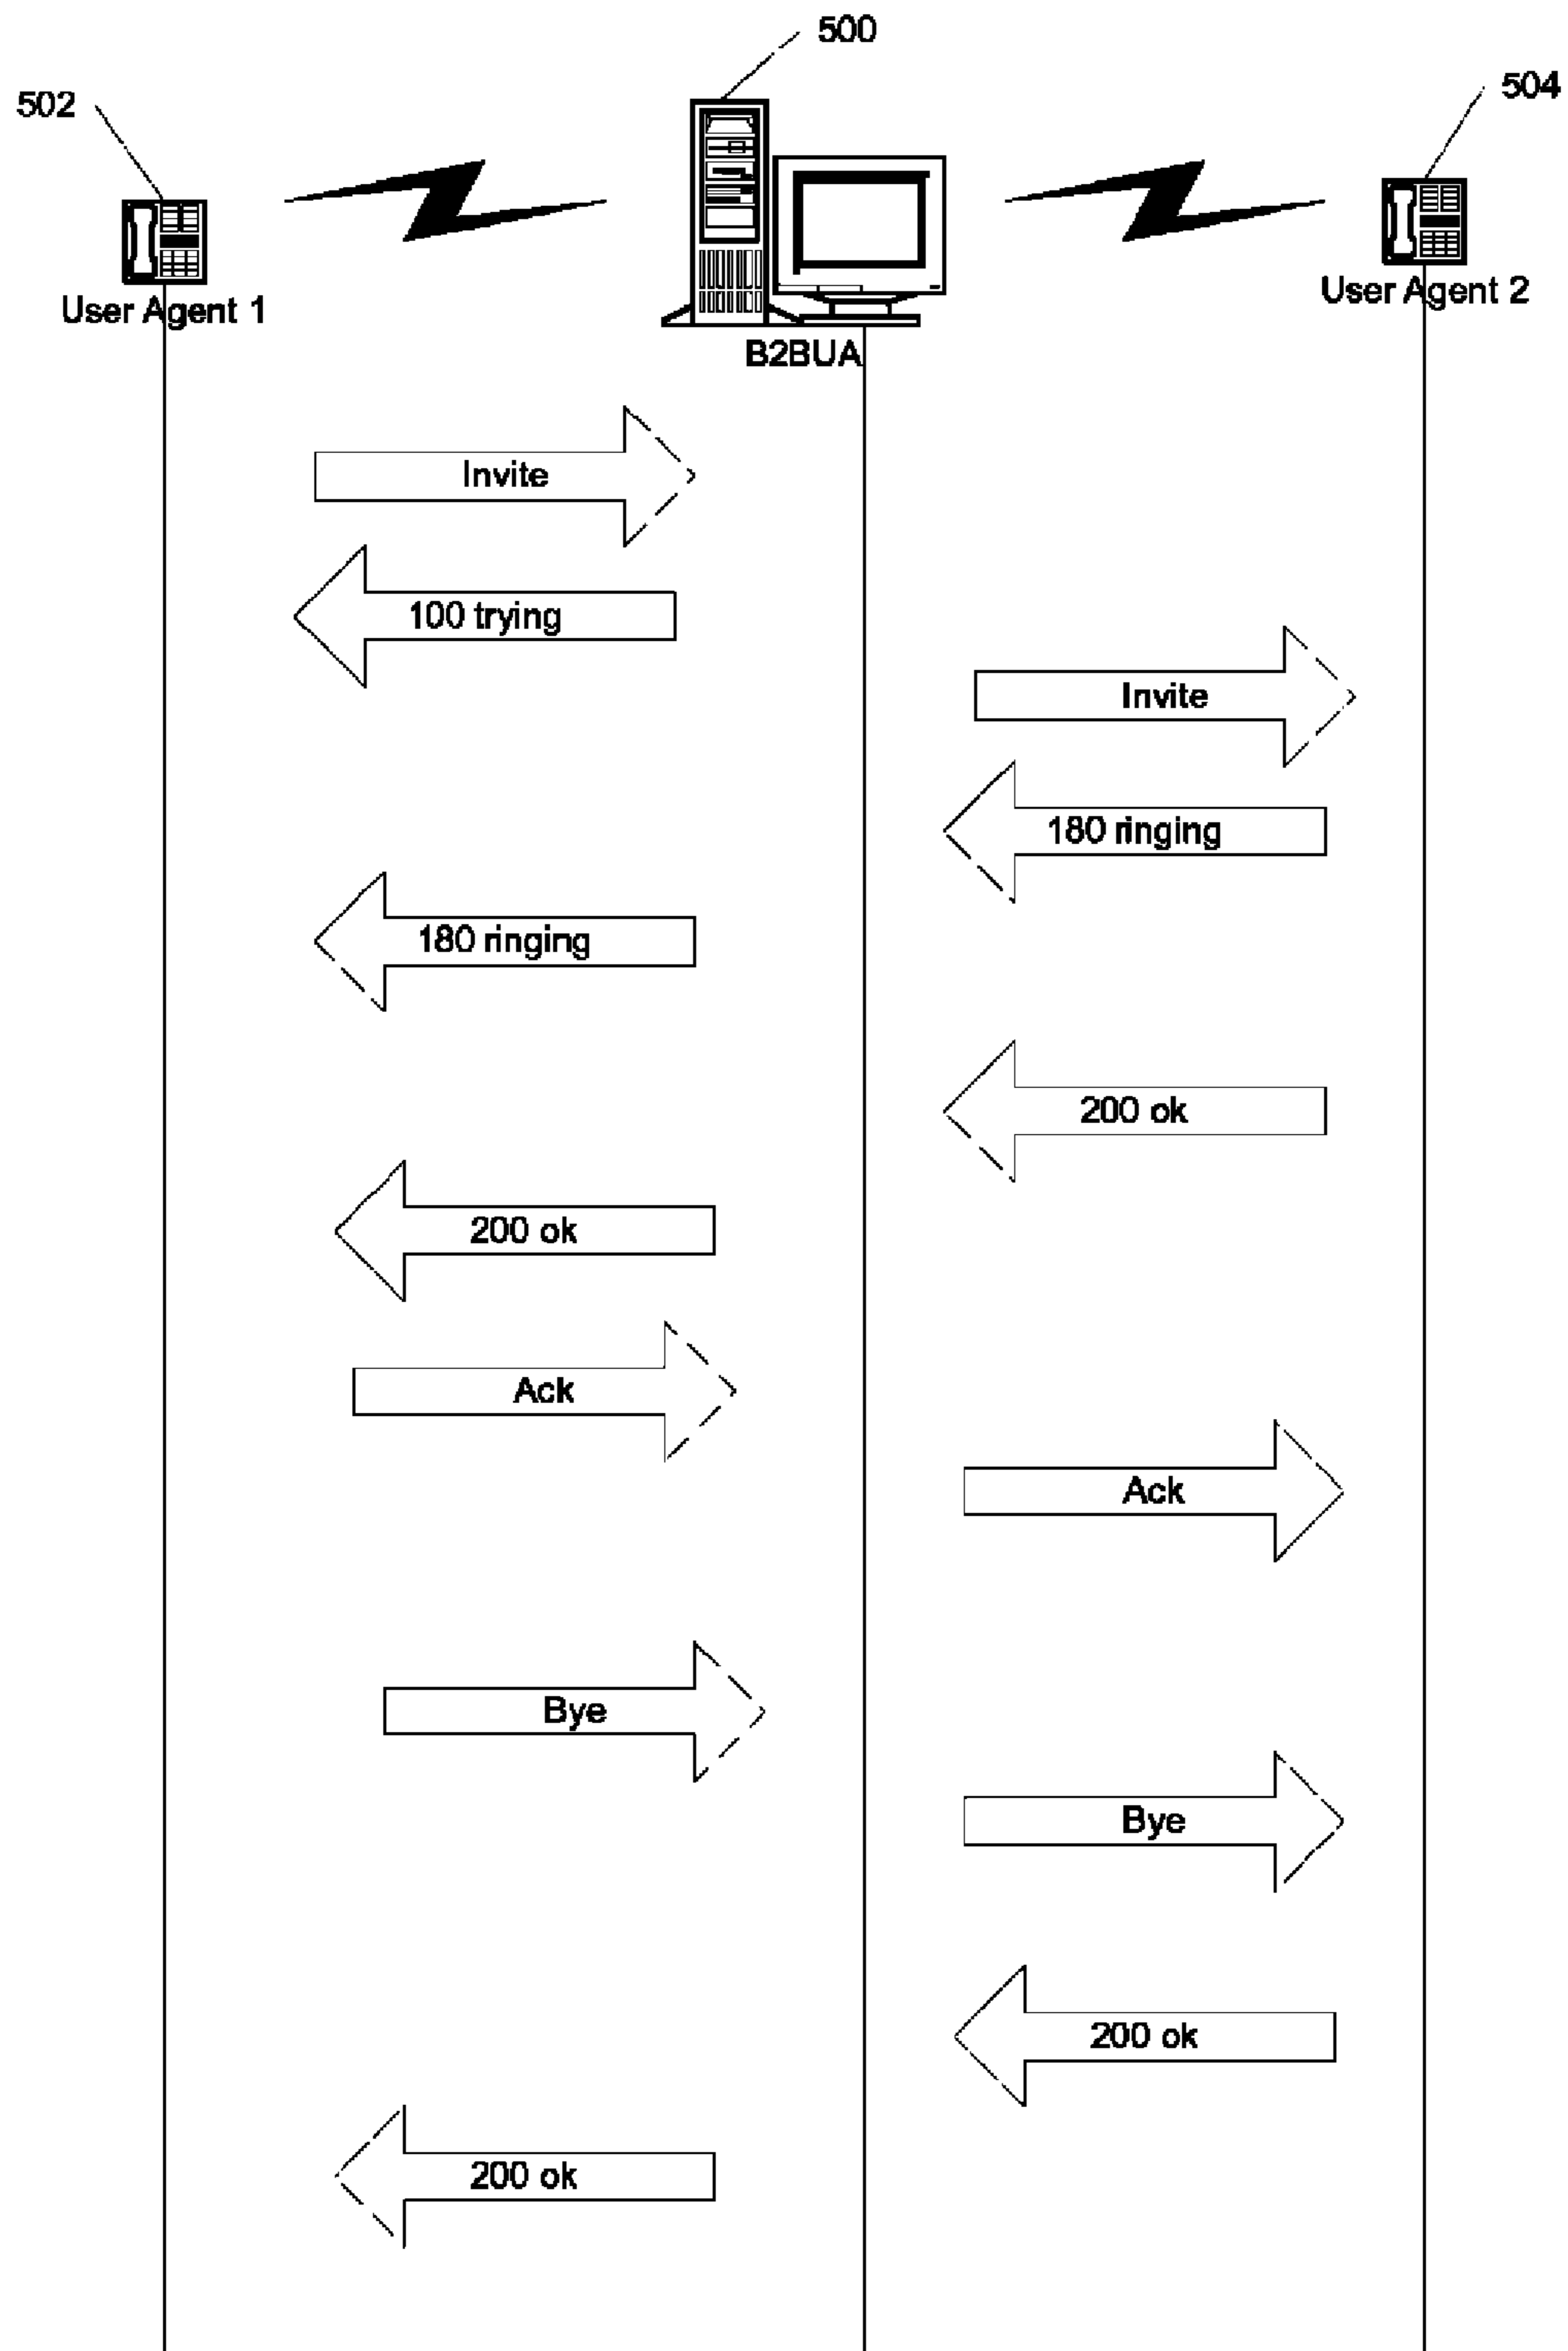 500
502
504
User Agent 1
User Agent 2
B2BUA
Invite
100 trying
Invite
180 ringing
180 ringing
200 ok
200 ok
Ack
Ack
Bye
Bye
200 ok
200 ok